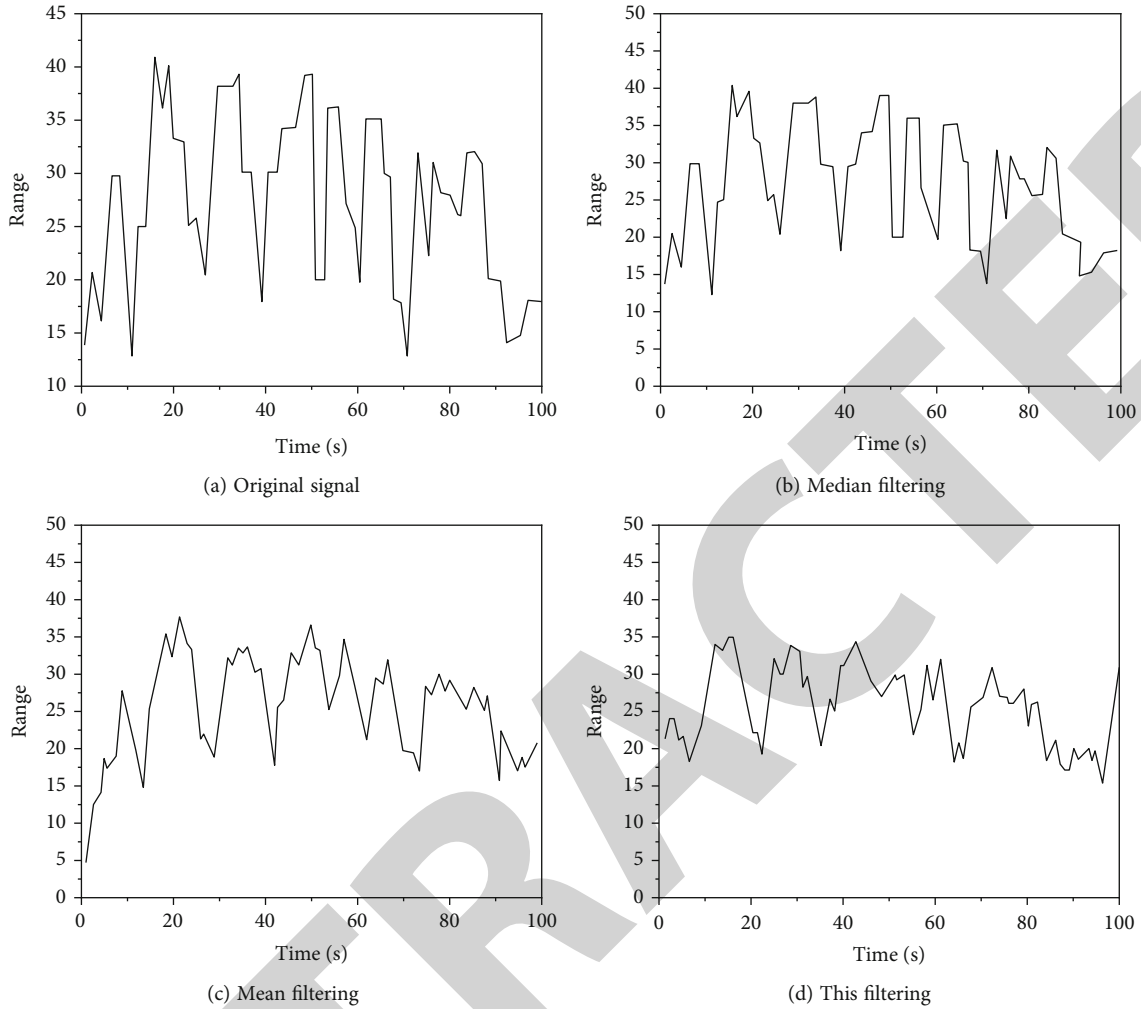 45
40
35
30
25
20
15
10
Range
0 20 40 60 80 100
Time (s)
(a) Original signal
50
45
40
35
30
25
20
15
10
5
0
Range
0 20 40 60 80 100
Time (s)
(b) Median filtering
50
45
40
35
30
25
20
15
10
5
0
Range
0 20 40 60 80 100
Time (s)
(c) Mean filtering
50
45
40
35
30
25
20
15
10
5
0
Range
0 20 40 60 80 100
Time (s)
(d) This filtering
TRACTE